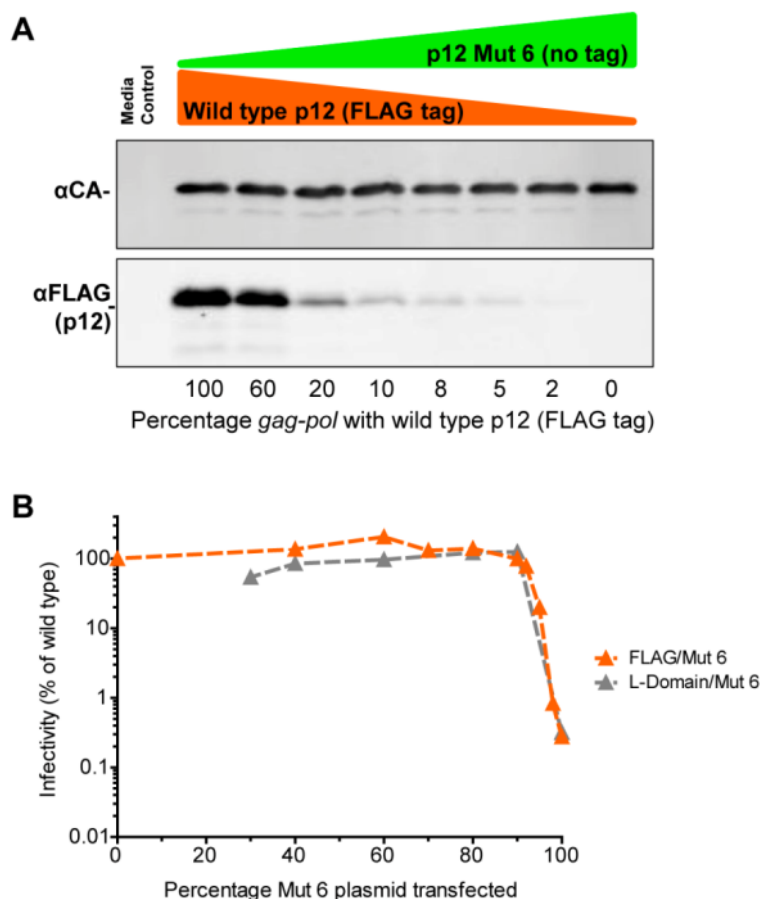 A
p12 Mut 6 (no tag)
Media
Control
Wild type p12 (FLAG tag)
αCA-
αFLAG-
(p12)
100 60 20 10 8 5 2 0
Percentage gag-pol with wild type p12 (FLAG tag)
B
Infectivity (% of wild type)
100
10
1
0.1
0.01
0 20 40 60 80 100
Percentage Mut 6 plasmid transfected
FLAG/Mut 6
L-Domain/Mut 6